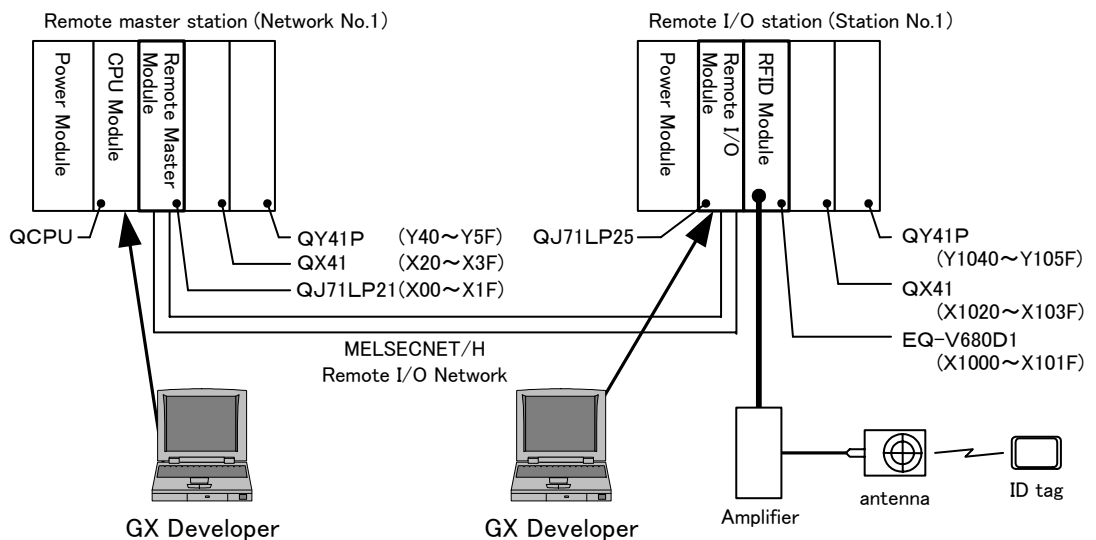 Remote master station (Network No.1)
Remote I/O station (Station No.1)
Power Module
CPU Module
Remote Master
Module
Power Module
Remote I/O
Module
RFID Module
QCPU
QY41P (Y40～Y5F)
QX41 (X20～X3F)
QJ71LP21(X00～X1F)
QJ71LP25
QY41P
(Y1040～Y105F)
QX41
(X1020～X103F)
EQ-V680D1
(X1000～X101F)
MELSECNET/H
Remote I/O Network
GX Developer
GX Developer
Amplifier
antenna
ID tag